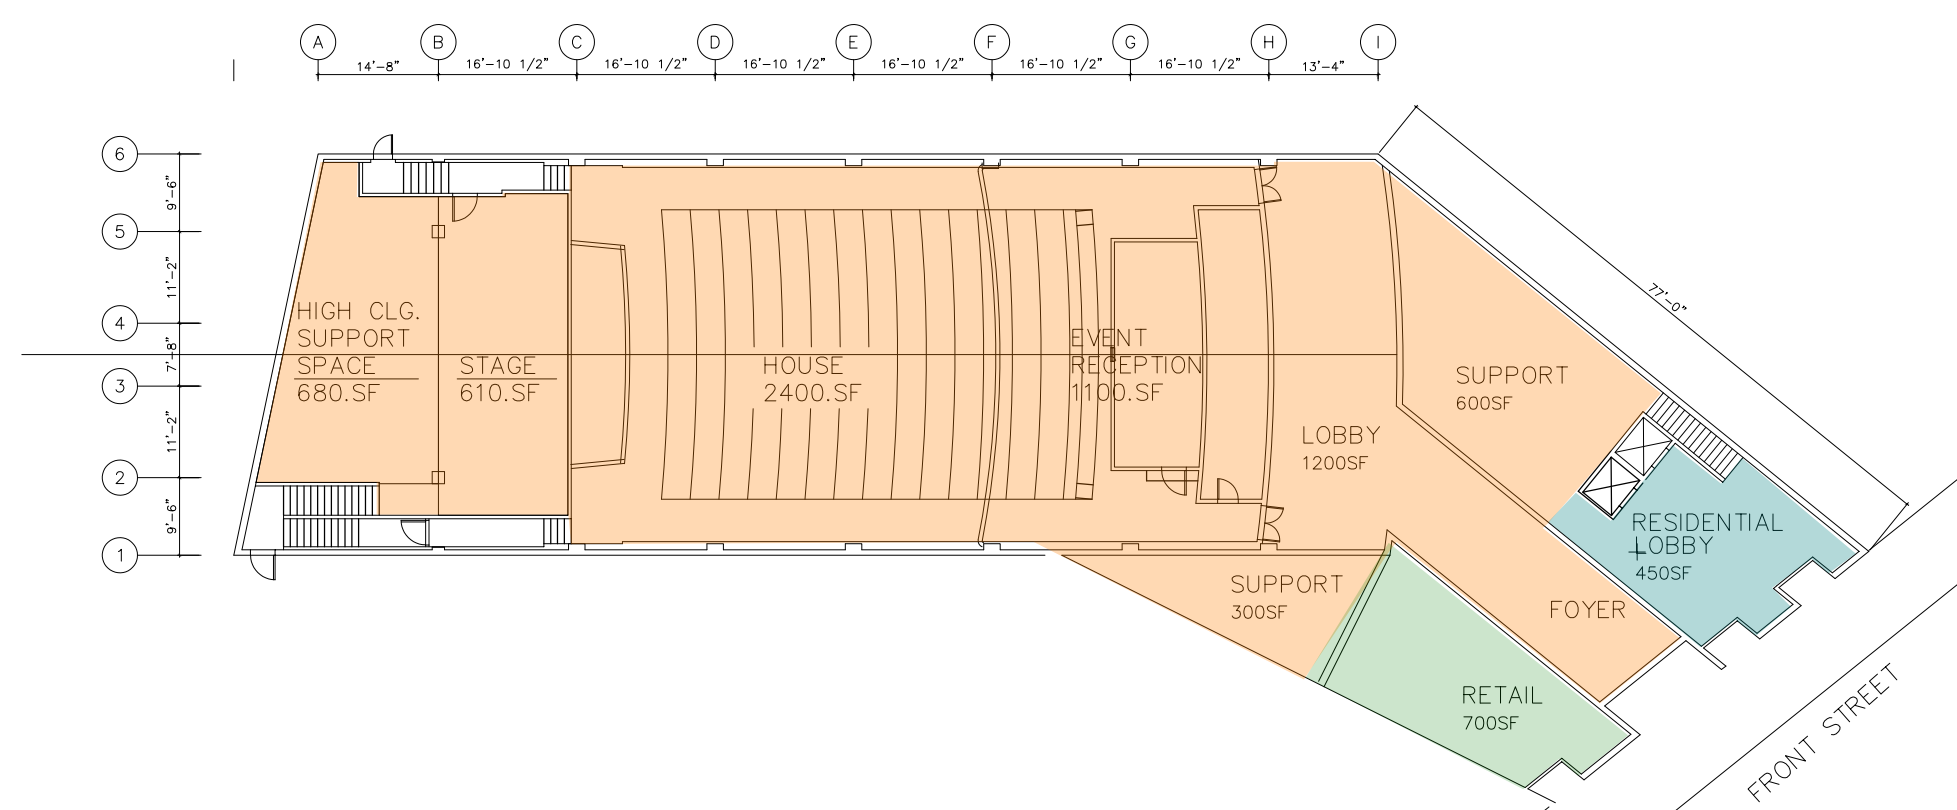 A
B
C
D
E
F
G
H
I
14'-8"
16'-10 1/2"
16'-10 1/2"
16'-10 1/2"
16'-10 1/2"
16'-10 1/2"
16'-10 1/2"
13'-4"
6
5
4
3
2
1
9'-6"
11'-2"
7'-8"
11'-2"
9'-6"
77'-0"
HIGH CLG.
SUPPORT
SPACE
680.SF
STAGE
610.SF
HOUSE
2400.SF
EVENT
RECEPTION
1100.SF
LOBBY
1200SF
SUPPORT
600SF
RESIDENTIAL
LOBBY
450SF
SUPPORT
300SF
FOYER
RETAIL
700SF
FRONT STREET